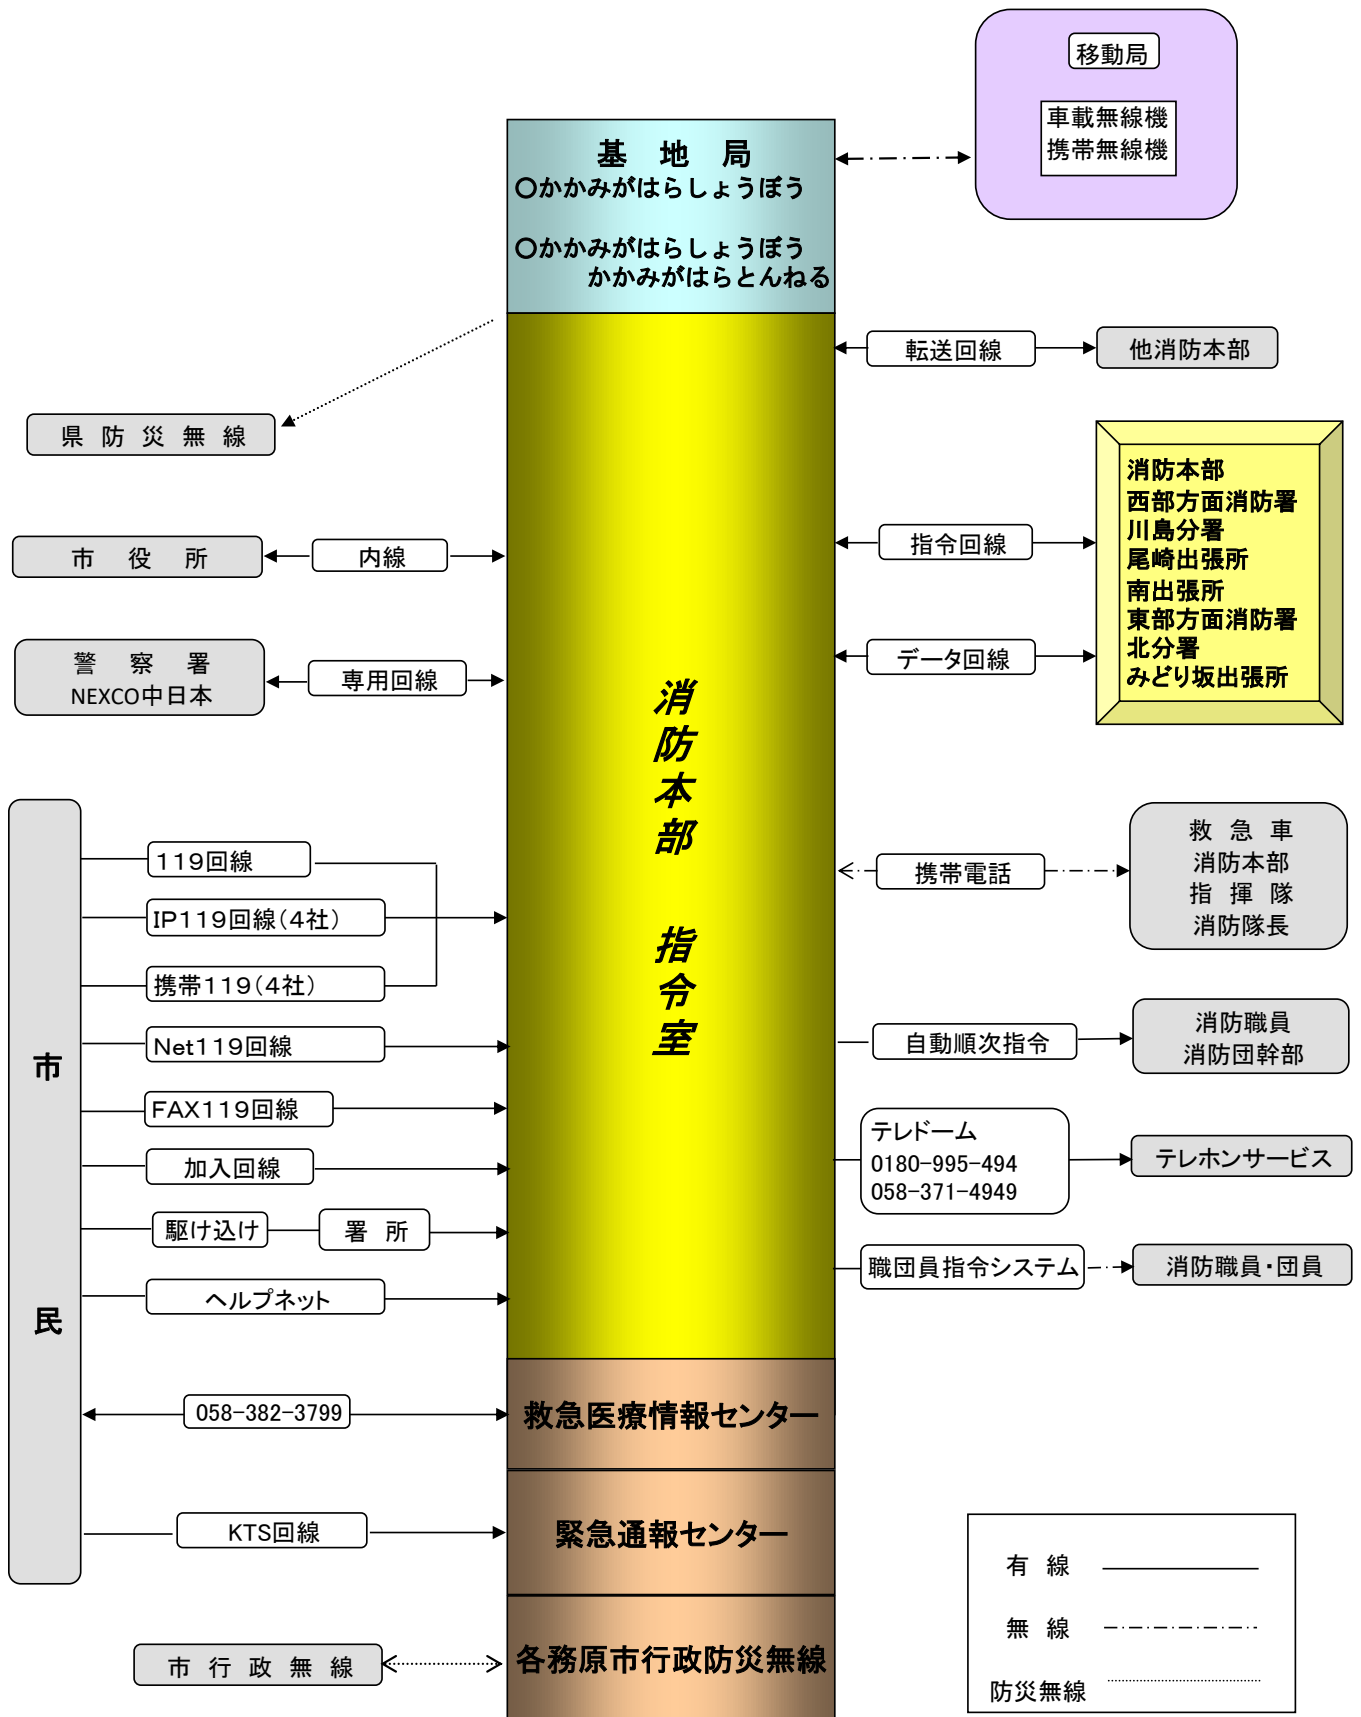 移動局
車載無線機
携帯無線機
基　地　局
○かかみがはらしょうぼう
○かかみがはらしょうぼう
かかみがはらとんねる
転送回線
他消防本部
県 防 災 無 線
消防本部
西部方面消防署
川島分署
尾崎出張所
南出張所
東部方面消防署
北分署
みどり坂出張所
指令回線
データ回線
市　役　所
内線
警　察　署
NEXCO中日本
専用回線
消防本部　指令室
市民
119回線
IP119回線(4社)
携帯119(4社)
Net119回線
FAX119回線
加入回線
駆け込け
署 所
ヘルプネット
携帯電話
救 急 車
消防本部
指 揮 隊
消防隊長
自動順次指令
消防職員
消防団幹部
テレドーム
0180-995-494
058-371-4949
テレホンサービス
職団員指令システム
消防職員・団員
058-382-3799
救急医療情報センター
KTS回線
緊急通報センター
市 行 政 無 線
各務原市行政防災無線
有 線
無 線
防災無線